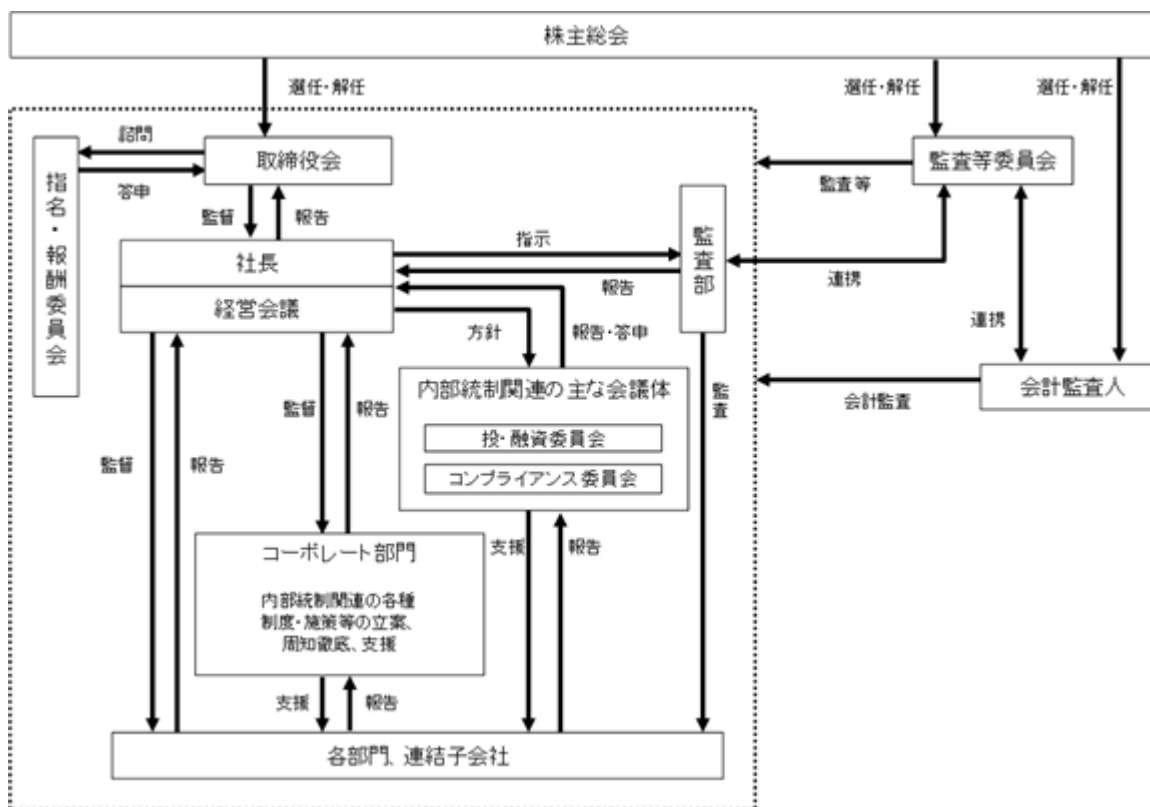 株主総会
選任・解任
選任・解任
選任・解任
諮問
取締役会
監査等委員会
答申
監査等
指名・報酬委員会
監督
報告
監査部
指示
社長
報告
連携
経営会議
方針
報告・答申
連携
内部統制関連の主な会議体
会計監査人
監督
報告
監査
会計監査
投・融資委員会
監督
報告
コンプライアンス委員会
コーポレート部門
支援
報告
内部統制関連の各種
制度・施策等の立案、
周知徹底、支援
支援
報告
各部門、連結子会社